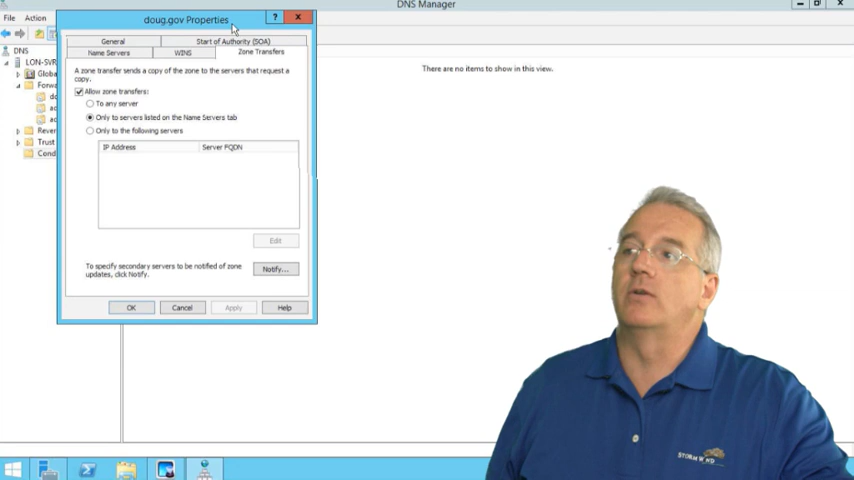 DNS Manager
doug.gov Properties
?
File
Action
DNS
LON-SVR
Globa
Forwa
Rever
Trust
Cond
General
Start of Authority (SOA)
Name Servers
WINS
Zone Transfers
A zone transfer sends a copy of the zone to the servers that request a
copy.
Allow zone transfers:
To any server
Only to servers listed on the Name Servers tab
Only to the following servers
IP Address
Server FQDN
Edit
To specify secondary servers to be notified of zone
updates, click Notify.
Notify...
OK
Cancel
Apply
Help
There are no items to show in this view.
STORMWIND